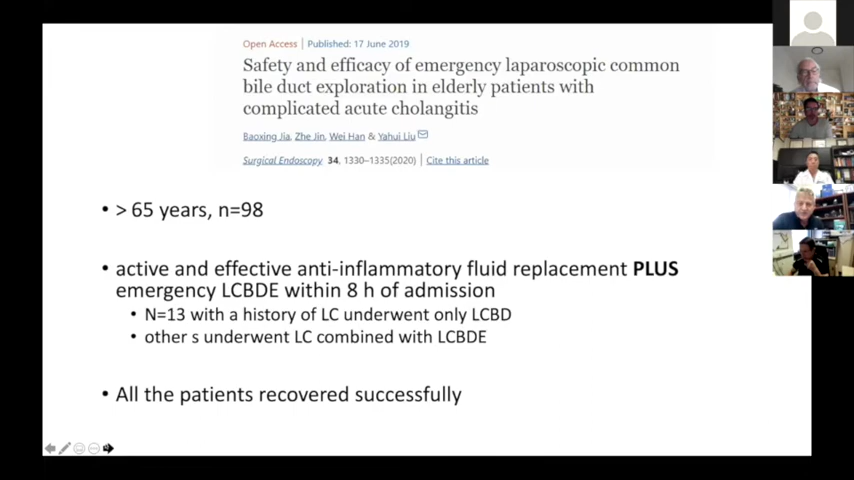 Open Access | Published: 17 June 2019
Safety and efficacy of emergency laparoscopic common
bile duct exploration in elderly patients with
complicated acute cholangitis
Baoxing Jia, Zhe Jin, Wei Han & Yahui Liu
Surgical Endoscopy 34, 1330–1335(2020) | Cite this article
• > 65 years, n=98
• active and effective anti-inflammatory fluid replacement PLUS
emergency LCBDE within 8 h of admission
• N=13 with a history of LC underwent only LCBD
• other s underwent LC combined with LCBDE
• All the patients recovered successfully